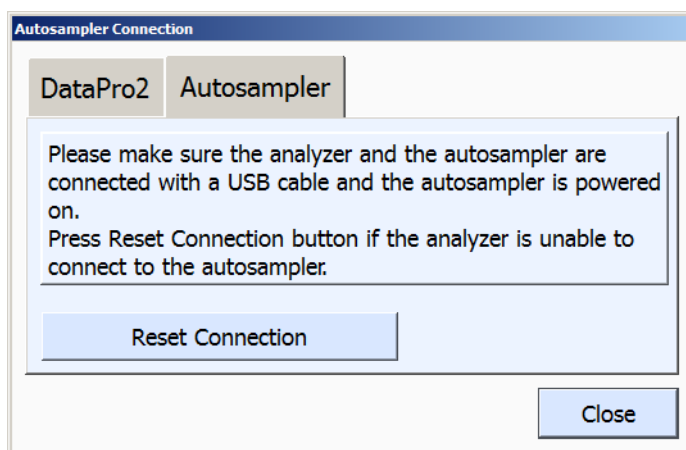 Autosampler Connection
DataPro2 Autosampler
Please make sure the analyzer and the autosampler are
connected with a USB cable and the autosampler is powered
on.
Press Reset Connection button if the analyzer is unable to
connect to the autosampler.
Reset Connection
Close